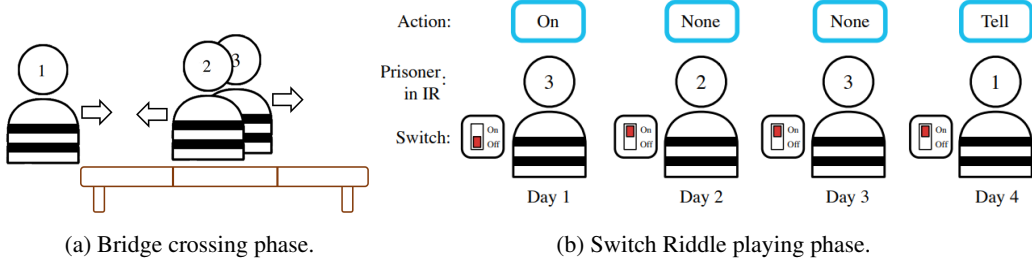 1
2
3
(a) Bridge crossing phase.
Action: On None None Tell
Prisoner in IR: 3 2 3 1
Switch: On Off On Off On Off On Off
Day 1 Day 2 Day 3 Day 4
(b) Switch Riddle playing phase.